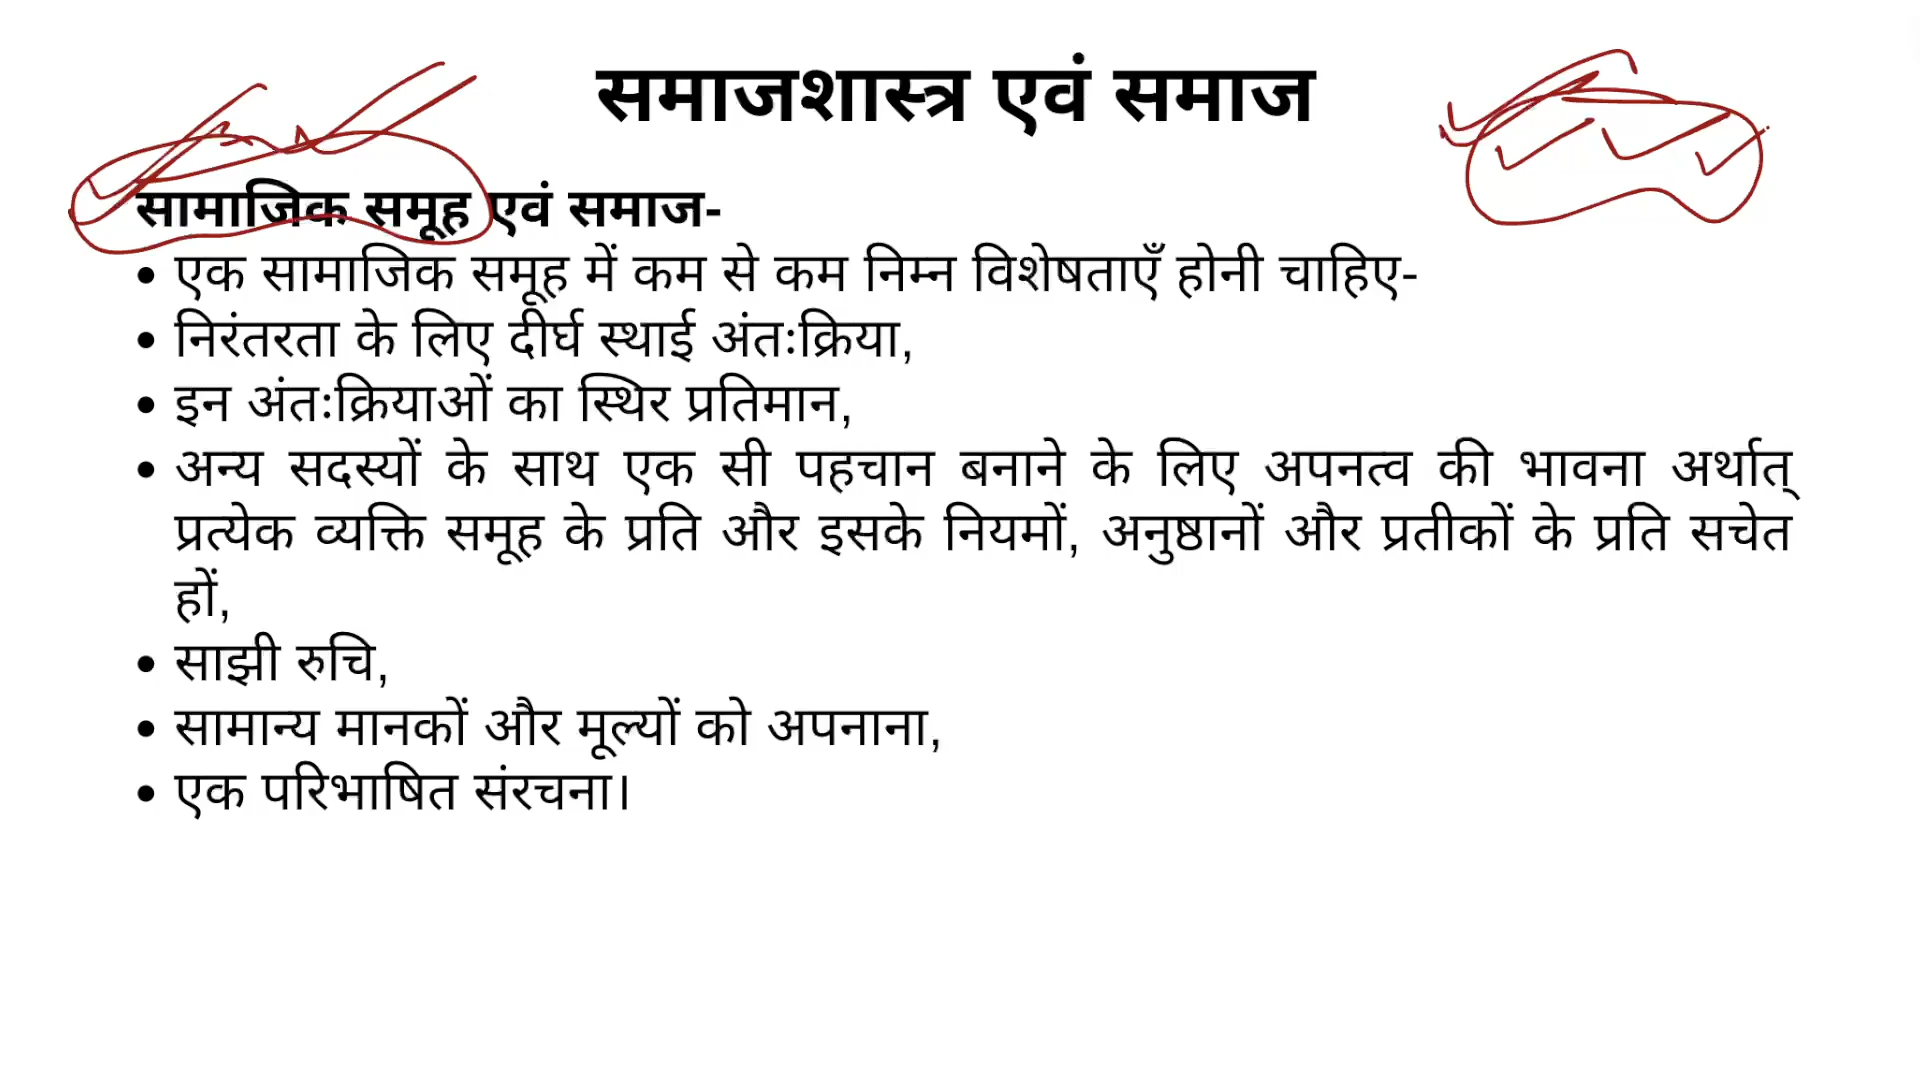 समाजशास्त्र एवं समाज
सामाजिक समूह एवं समाज-
• एक सामाजिक समूह में कम से कम निम्न विशेषताएँ होनी चाहिए-
• निरंतरता के लिए दीर्घ स्थाई अंतःक्रिया,
• इन अंतःक्रियाओं का स्थिर प्रतिमान,
• अन्य सदस्यों के साथ एक सी पहचान बनाने के लिए अपनत्व की भावना अर्थात्
प्रत्येक व्यक्ति समूह के प्रति और इसके नियमों, अनुष्ठानों और प्रतीकों के प्रति सचेत
हों,
• साझी रुचि,
• सामान्य मानकों और मूल्यों को अपनाना,
• एक परिभाषित संरचना।